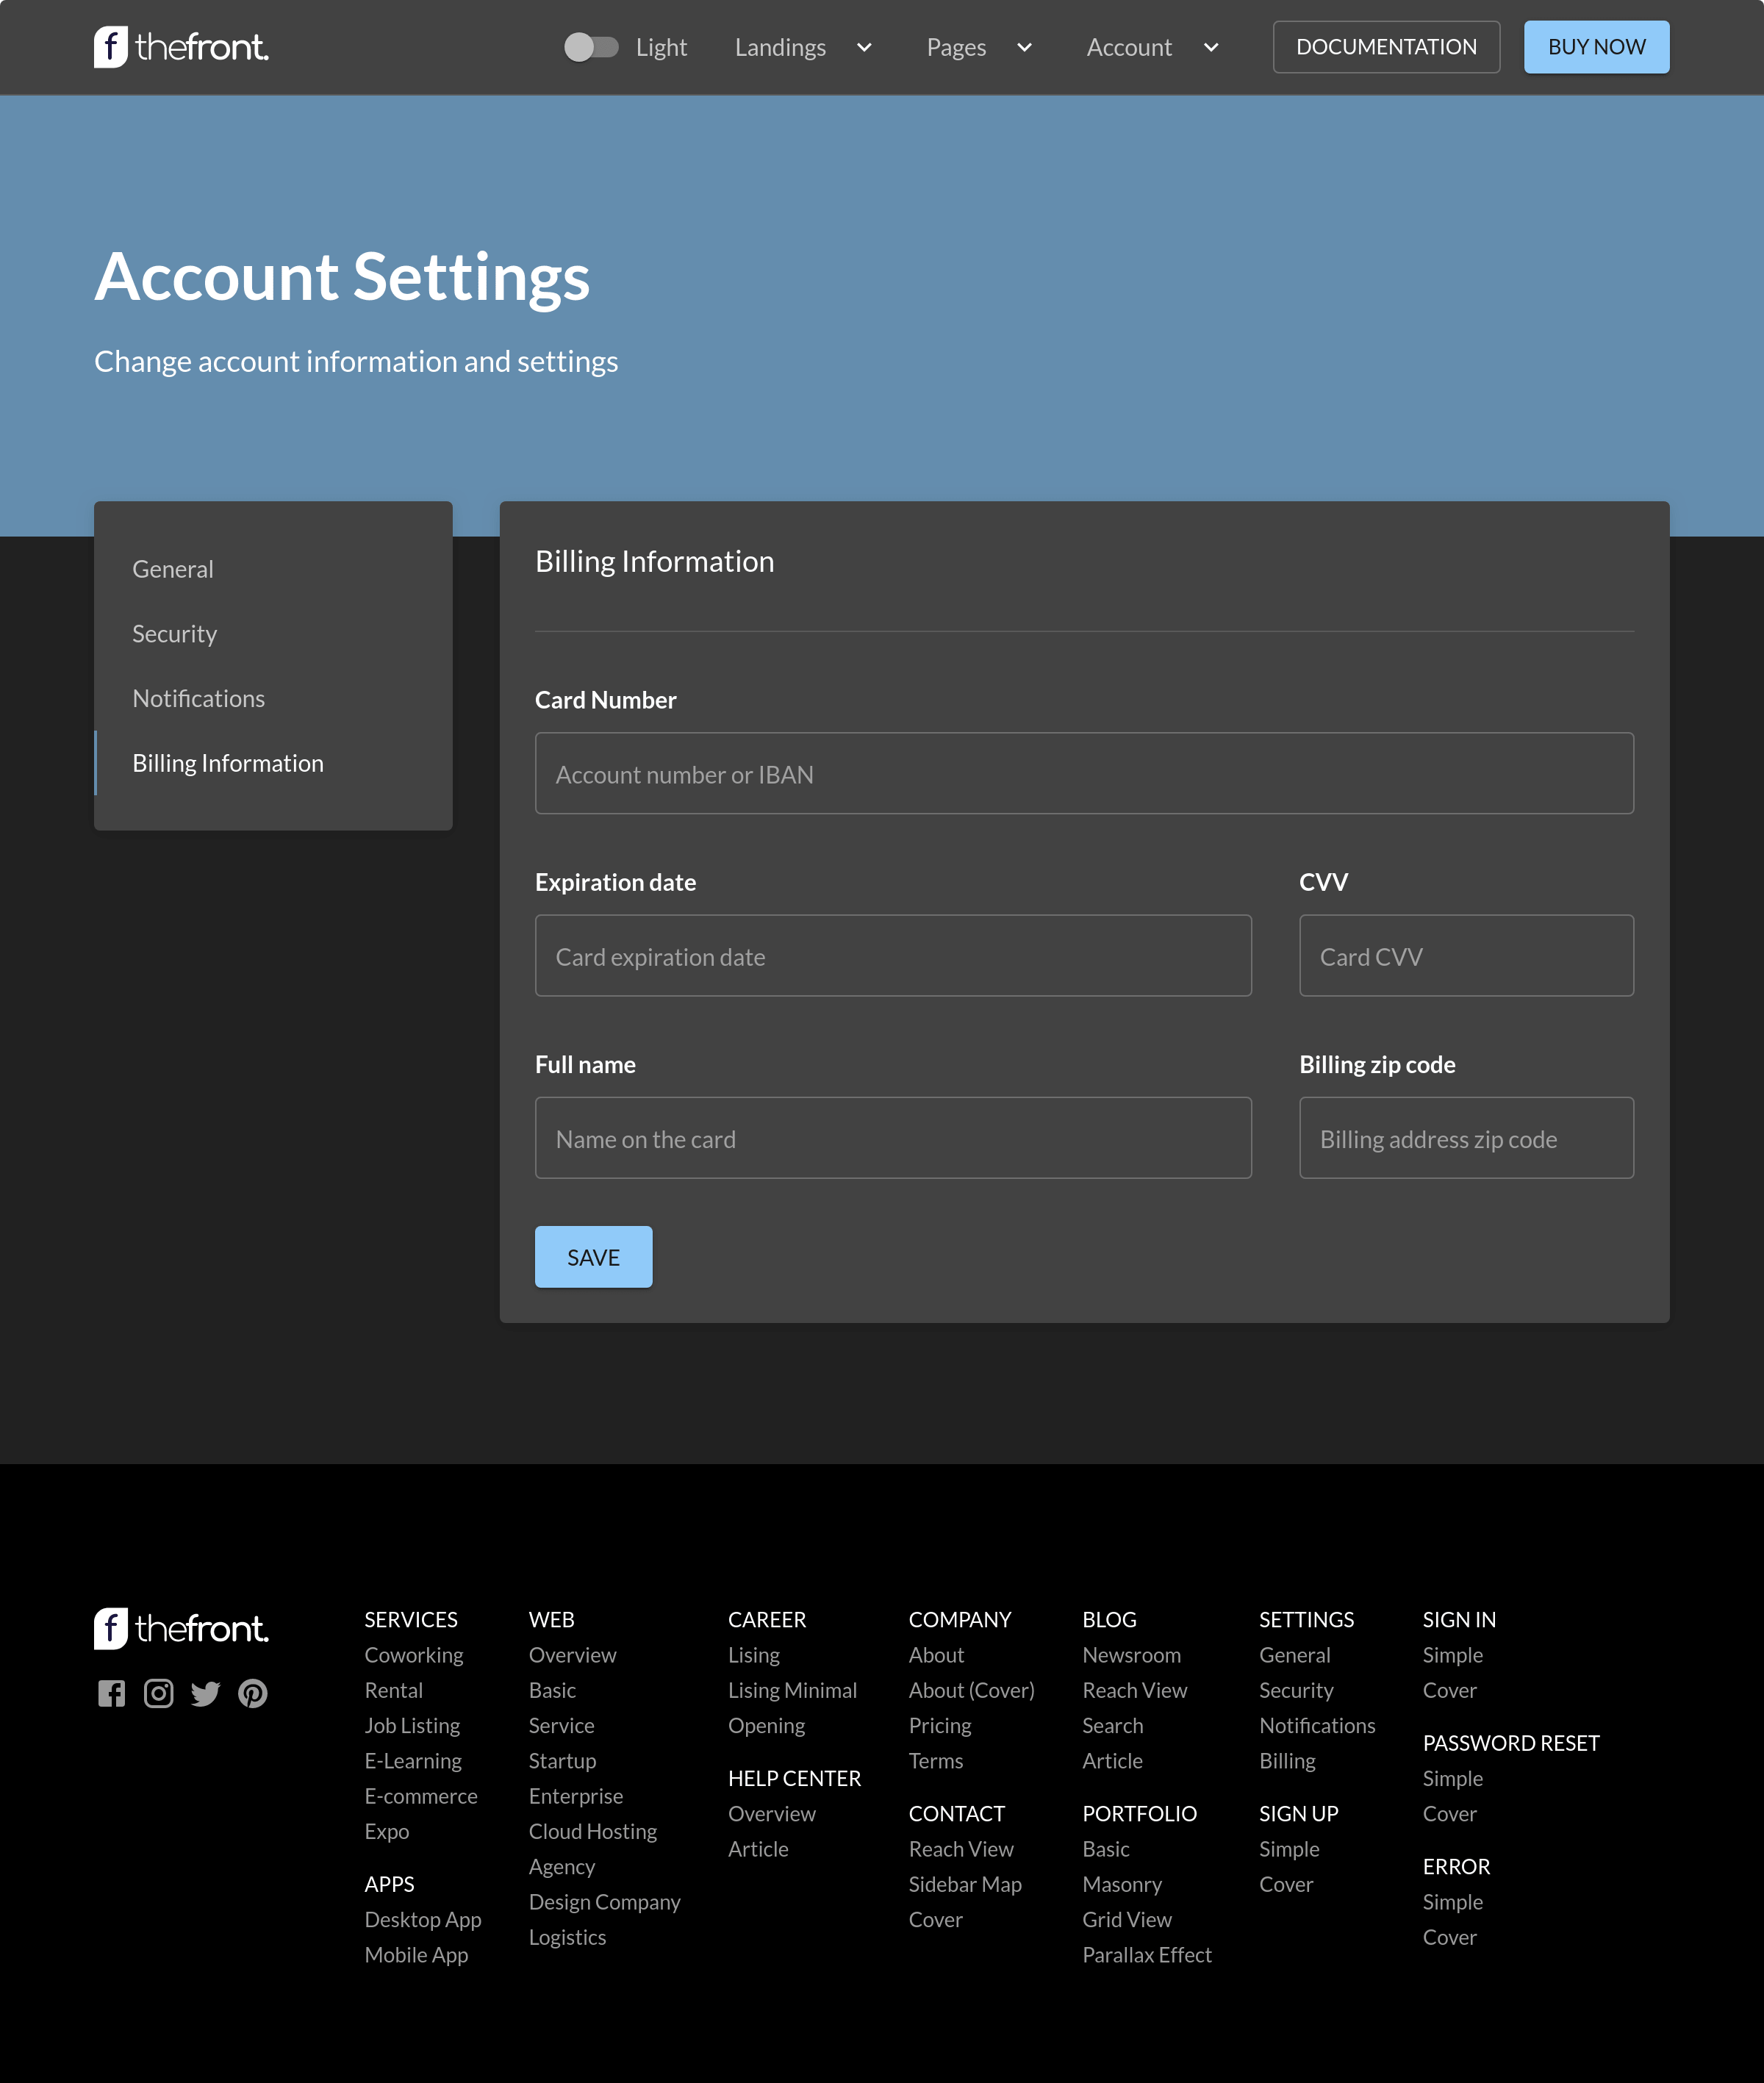 f thefront.
Light
Landings
Pages
Account
DOCUMENTATION
BUY NOW
Account Settings
Change account information and settings
General
Security
Notifications
Billing Information
Billing Information
Card Number
Account number or IBAN
Expiration date
CVV
Card expiration date
Card CVV
Full name
Billing zip code
Name on the card
Billing address zip code
SAVE
f thefront.
SERVICES
Coworking
Rental
Job Listing
E-Learning
E-commerce
Expo
APPS
Desktop App
Mobile App
WEB
Overview
Basic
Service
Startup
Enterprise
Cloud Hosting
Agency
Design Company
Logistics
CAREER
Lising
Lising Minimal
Opening
HELP CENTER
Overview
Article
COMPANY
About
About (Cover)
Pricing
Terms
CONTACT
Reach View
Sidebar Map
Cover
BLOG
Newsroom
Reach View
Search
Article
PORTFOLIO
Basic
Masonry
Grid View
Parallax Effect
SETTINGS
General
Security
Notifications
Billing
SIGN UP
Simple
Cover
SIGN IN
Simple
Cover
PASSWORD RESET
Simple
Cover
ERROR
Simple
Cover